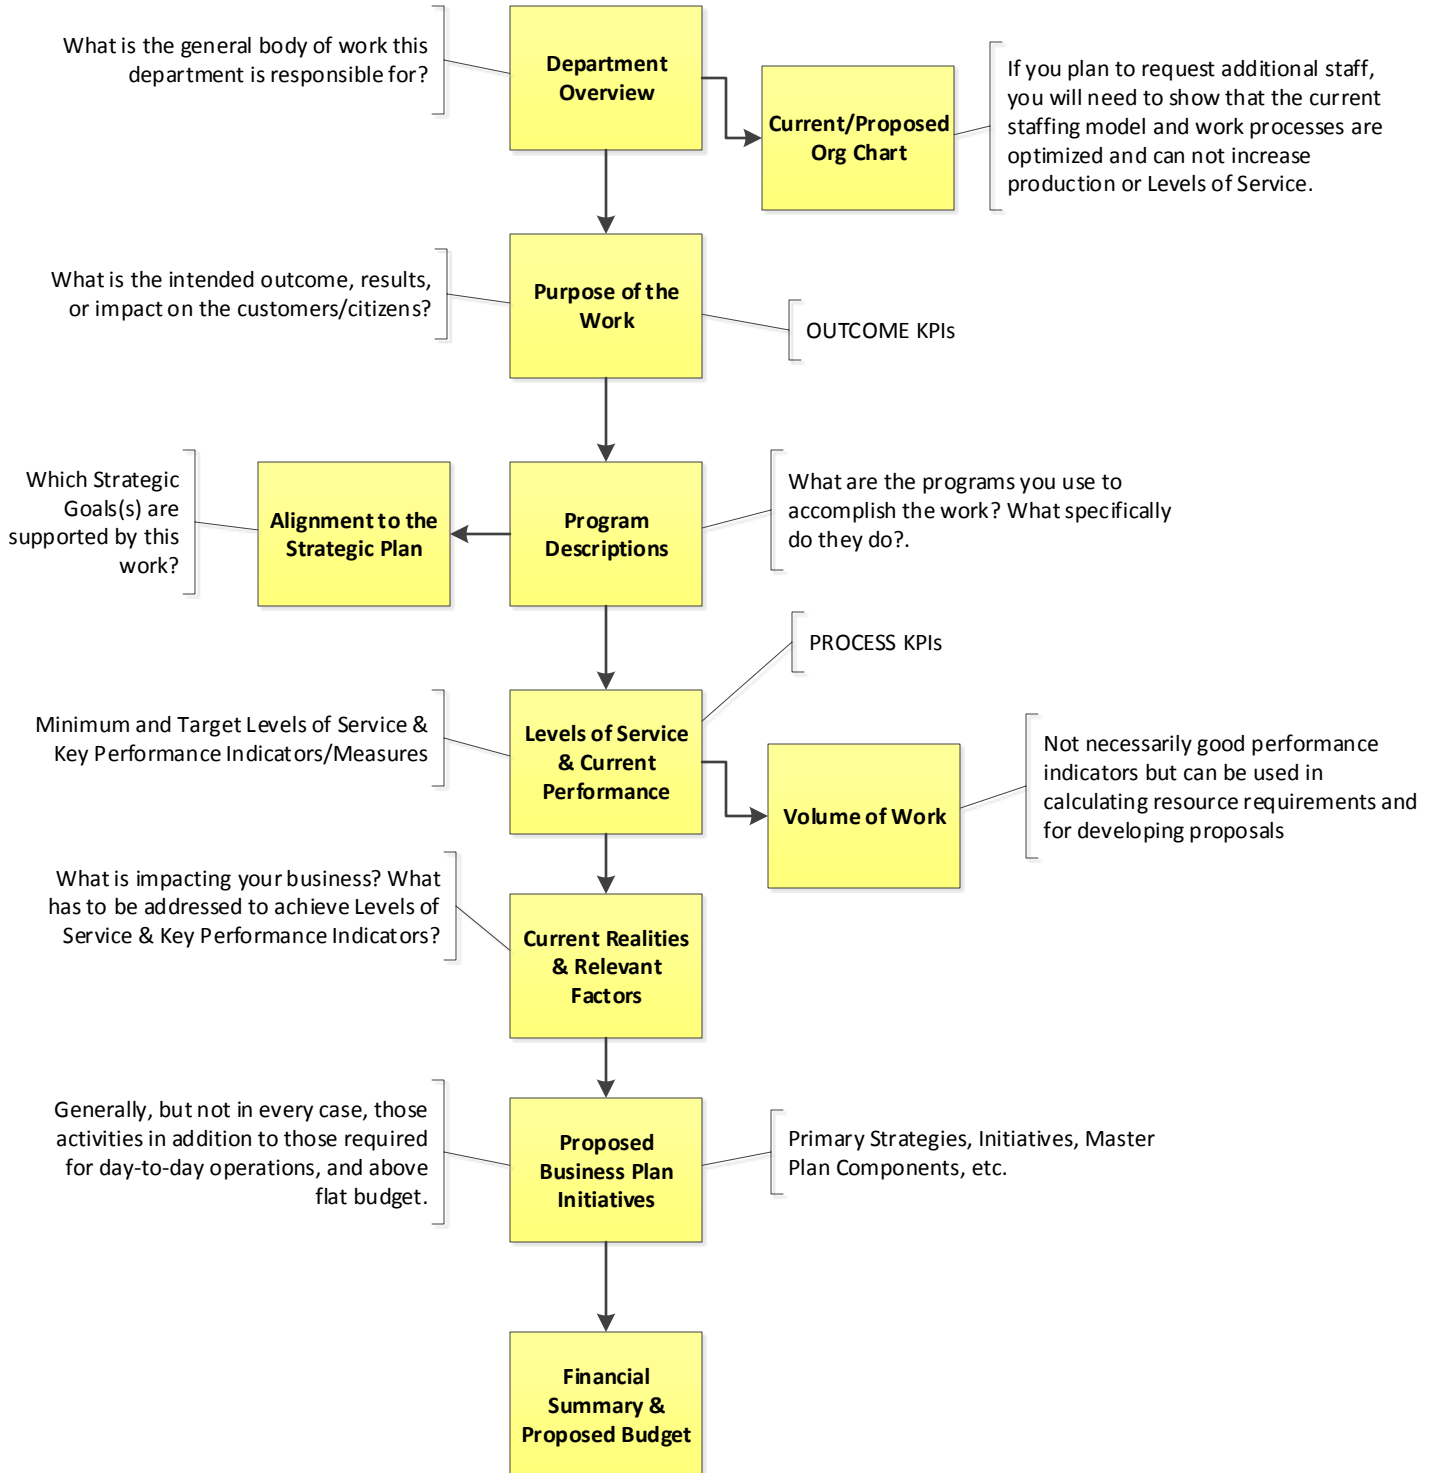 What is the general body of work this
department is responsible for?
Department
Overview
Current/Proposed
Org Chart
If you plan to request additional staff,
you will need to show that the current
staffing model and work processes are
optimized and can not increase
production or Levels of Service.
What is the intended outcome, results,
or impact on the customers/citizens?
Purpose of the
Work
OUTCOME KPIs
Which Strategic
Goals(s) are
supported by this
work?
Alignment to the
Strategic Plan
Program
Descriptions
What are the programs you use to
accomplish the work? What specifically
do they do?.
PROCESS KPIs
Minimum and Target Levels of Service &
Key Performance Indicators/Measures
Levels of Service
& Current
Performance
Volume of Work
Not necessarily good performance
indicators but can be used in
calculating resource requirements and
for developing proposals
What is impacting your business? What
has to be addressed to achieve Levels of
Service & Key Performance Indicators?
Current Realities
& Relevant
Factors
Generally, but not in every case, those
activities in addition to those required
for day-to-day operations, and above
flat budget.
Proposed
Business Plan
Initiatives
Primary Strategies, Initiatives, Master
Plan Components, etc.
Financial
Summary &
Proposed Budget